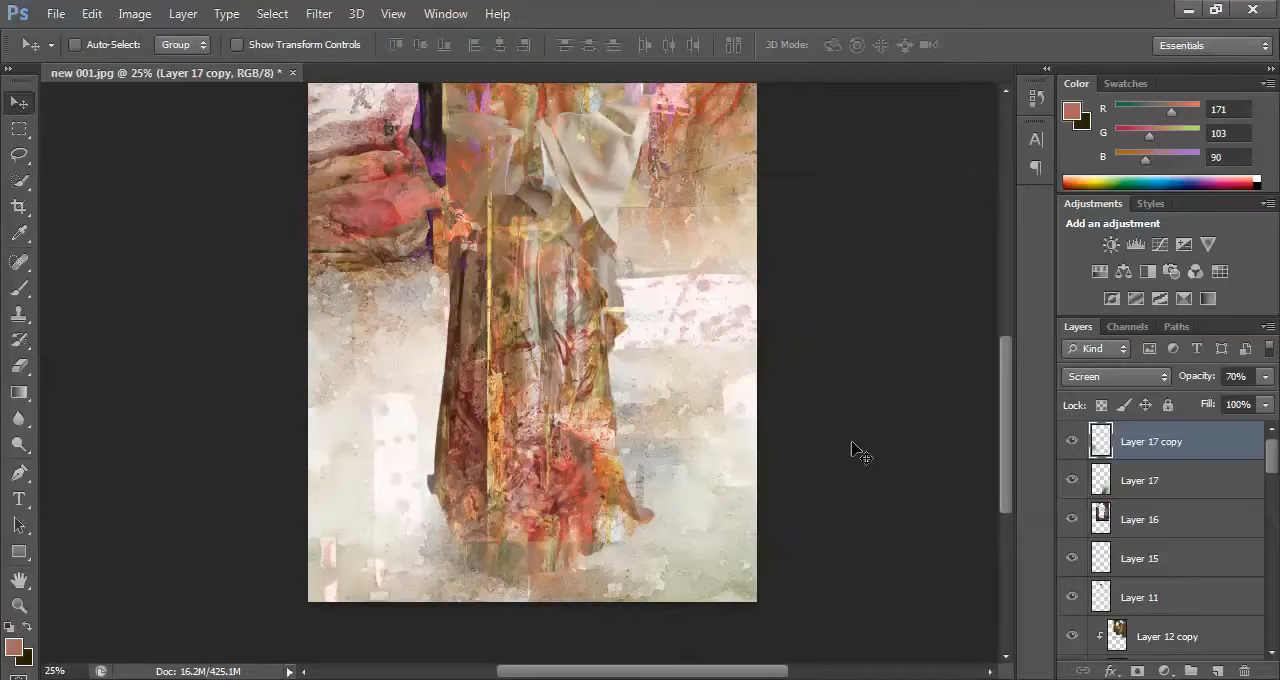 Ps File Edit Image Layer Type Select Filter 3D View Window Help
Auto-Select: Group Show Transform Controls 3D Mode: Essentials
new 001.jpg @ 25% (Layer 17 copy, RGB/8) * ×
Color Swatches
R 171
G 103
B 90
Adjustments Styles
Add an adjustment
Layers Channels Paths
Kind
Screen Opacity: 70%
Lock: Fill: 100%
Layer 17 copy
Layer 17
Layer 16
Layer 15
Layer 11
Layer 12 copy
25% Doc: 16.2M/425.1M